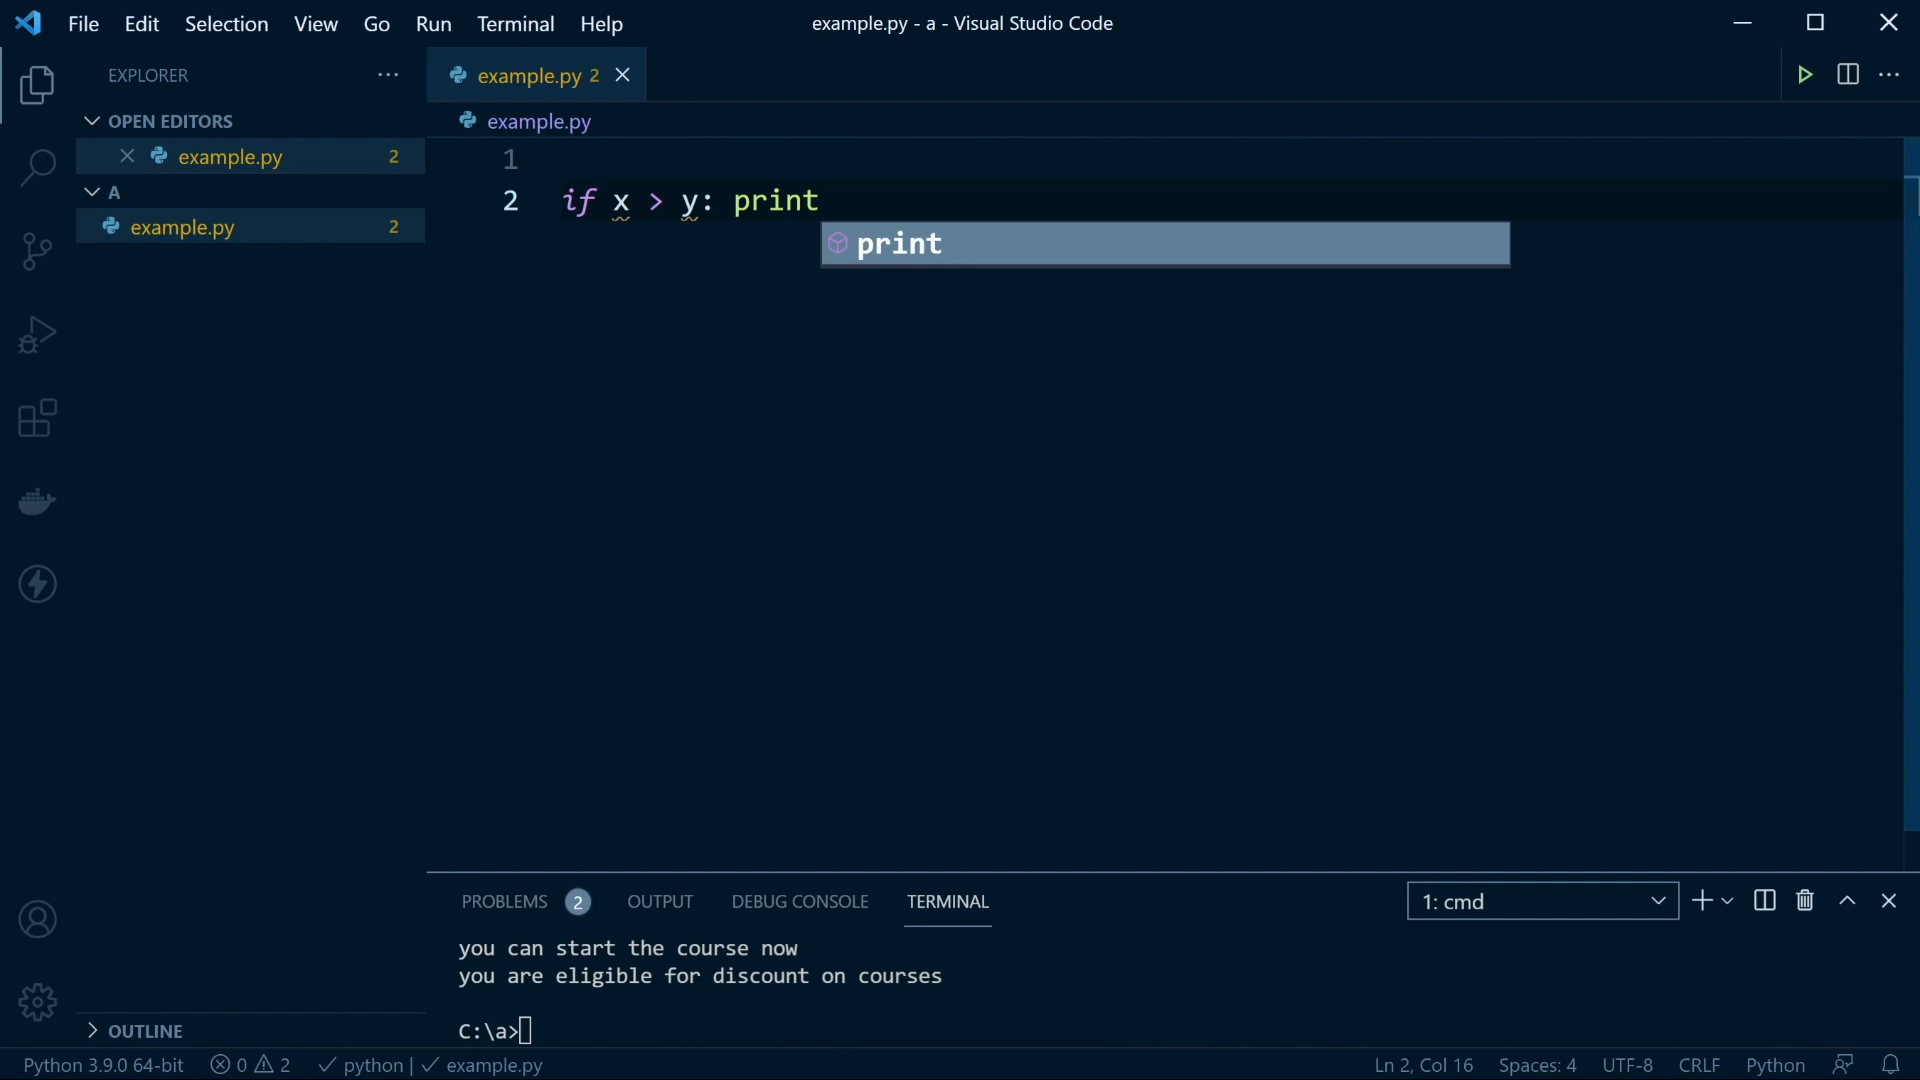 File Edit Selection View Go Run Terminal Help
example.py - a - Visual Studio Code
EXPLORER
OPEN EDITORS
example.py 2
A
example.py 2
OUTLINE
example.py 2
example.py
1
2 if x > y: print
print
PROBLEMS 2 OUTPUT DEBUG CONSOLE TERMINAL
1: cmd
you can start the course now
you are eligible for discount on courses
C:\a>
Python 3.9.0 64-bit 0 2 python | example.py
Ln 2, Col 16 Spaces: 4 UTF-8 CRLF Python